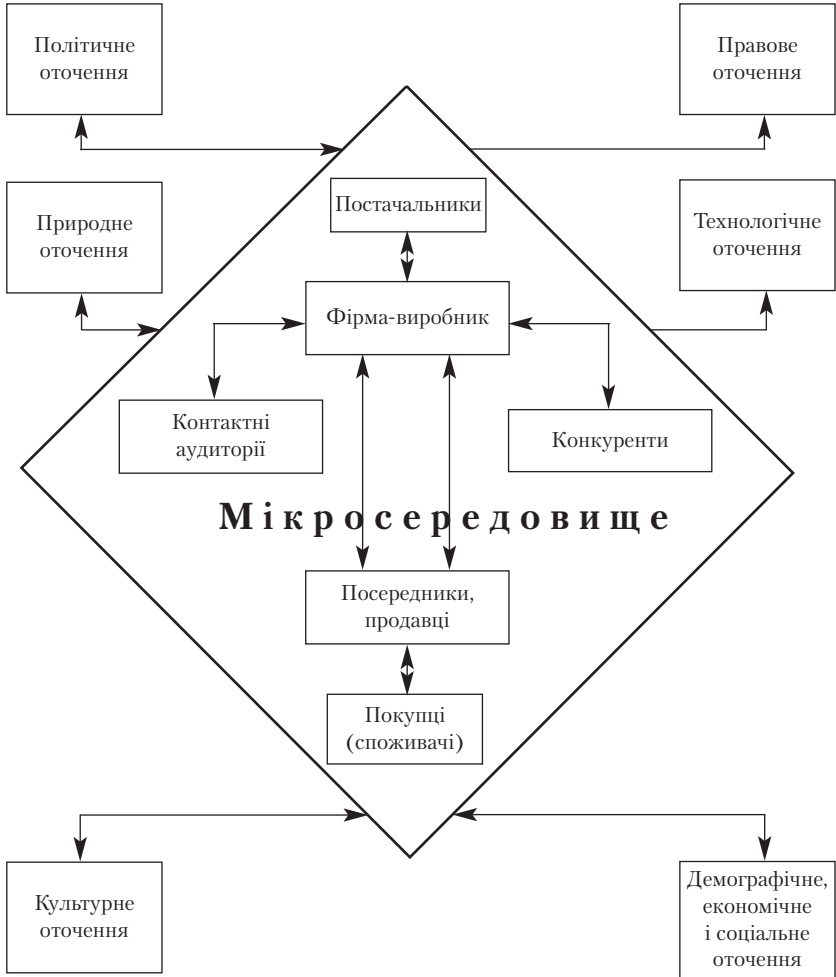 Політичне
оточення
Правове
оточення
Постачальники
Природне
оточення
Технологічне
оточення
Фірма-виробник
Контактні
аудиторії
Конкуренти
Мікросередовище
Посередники,
продавці
Покупці
(споживачі)
Культурне
оточення
Демографічне,
економічне
і соціальне
оточення